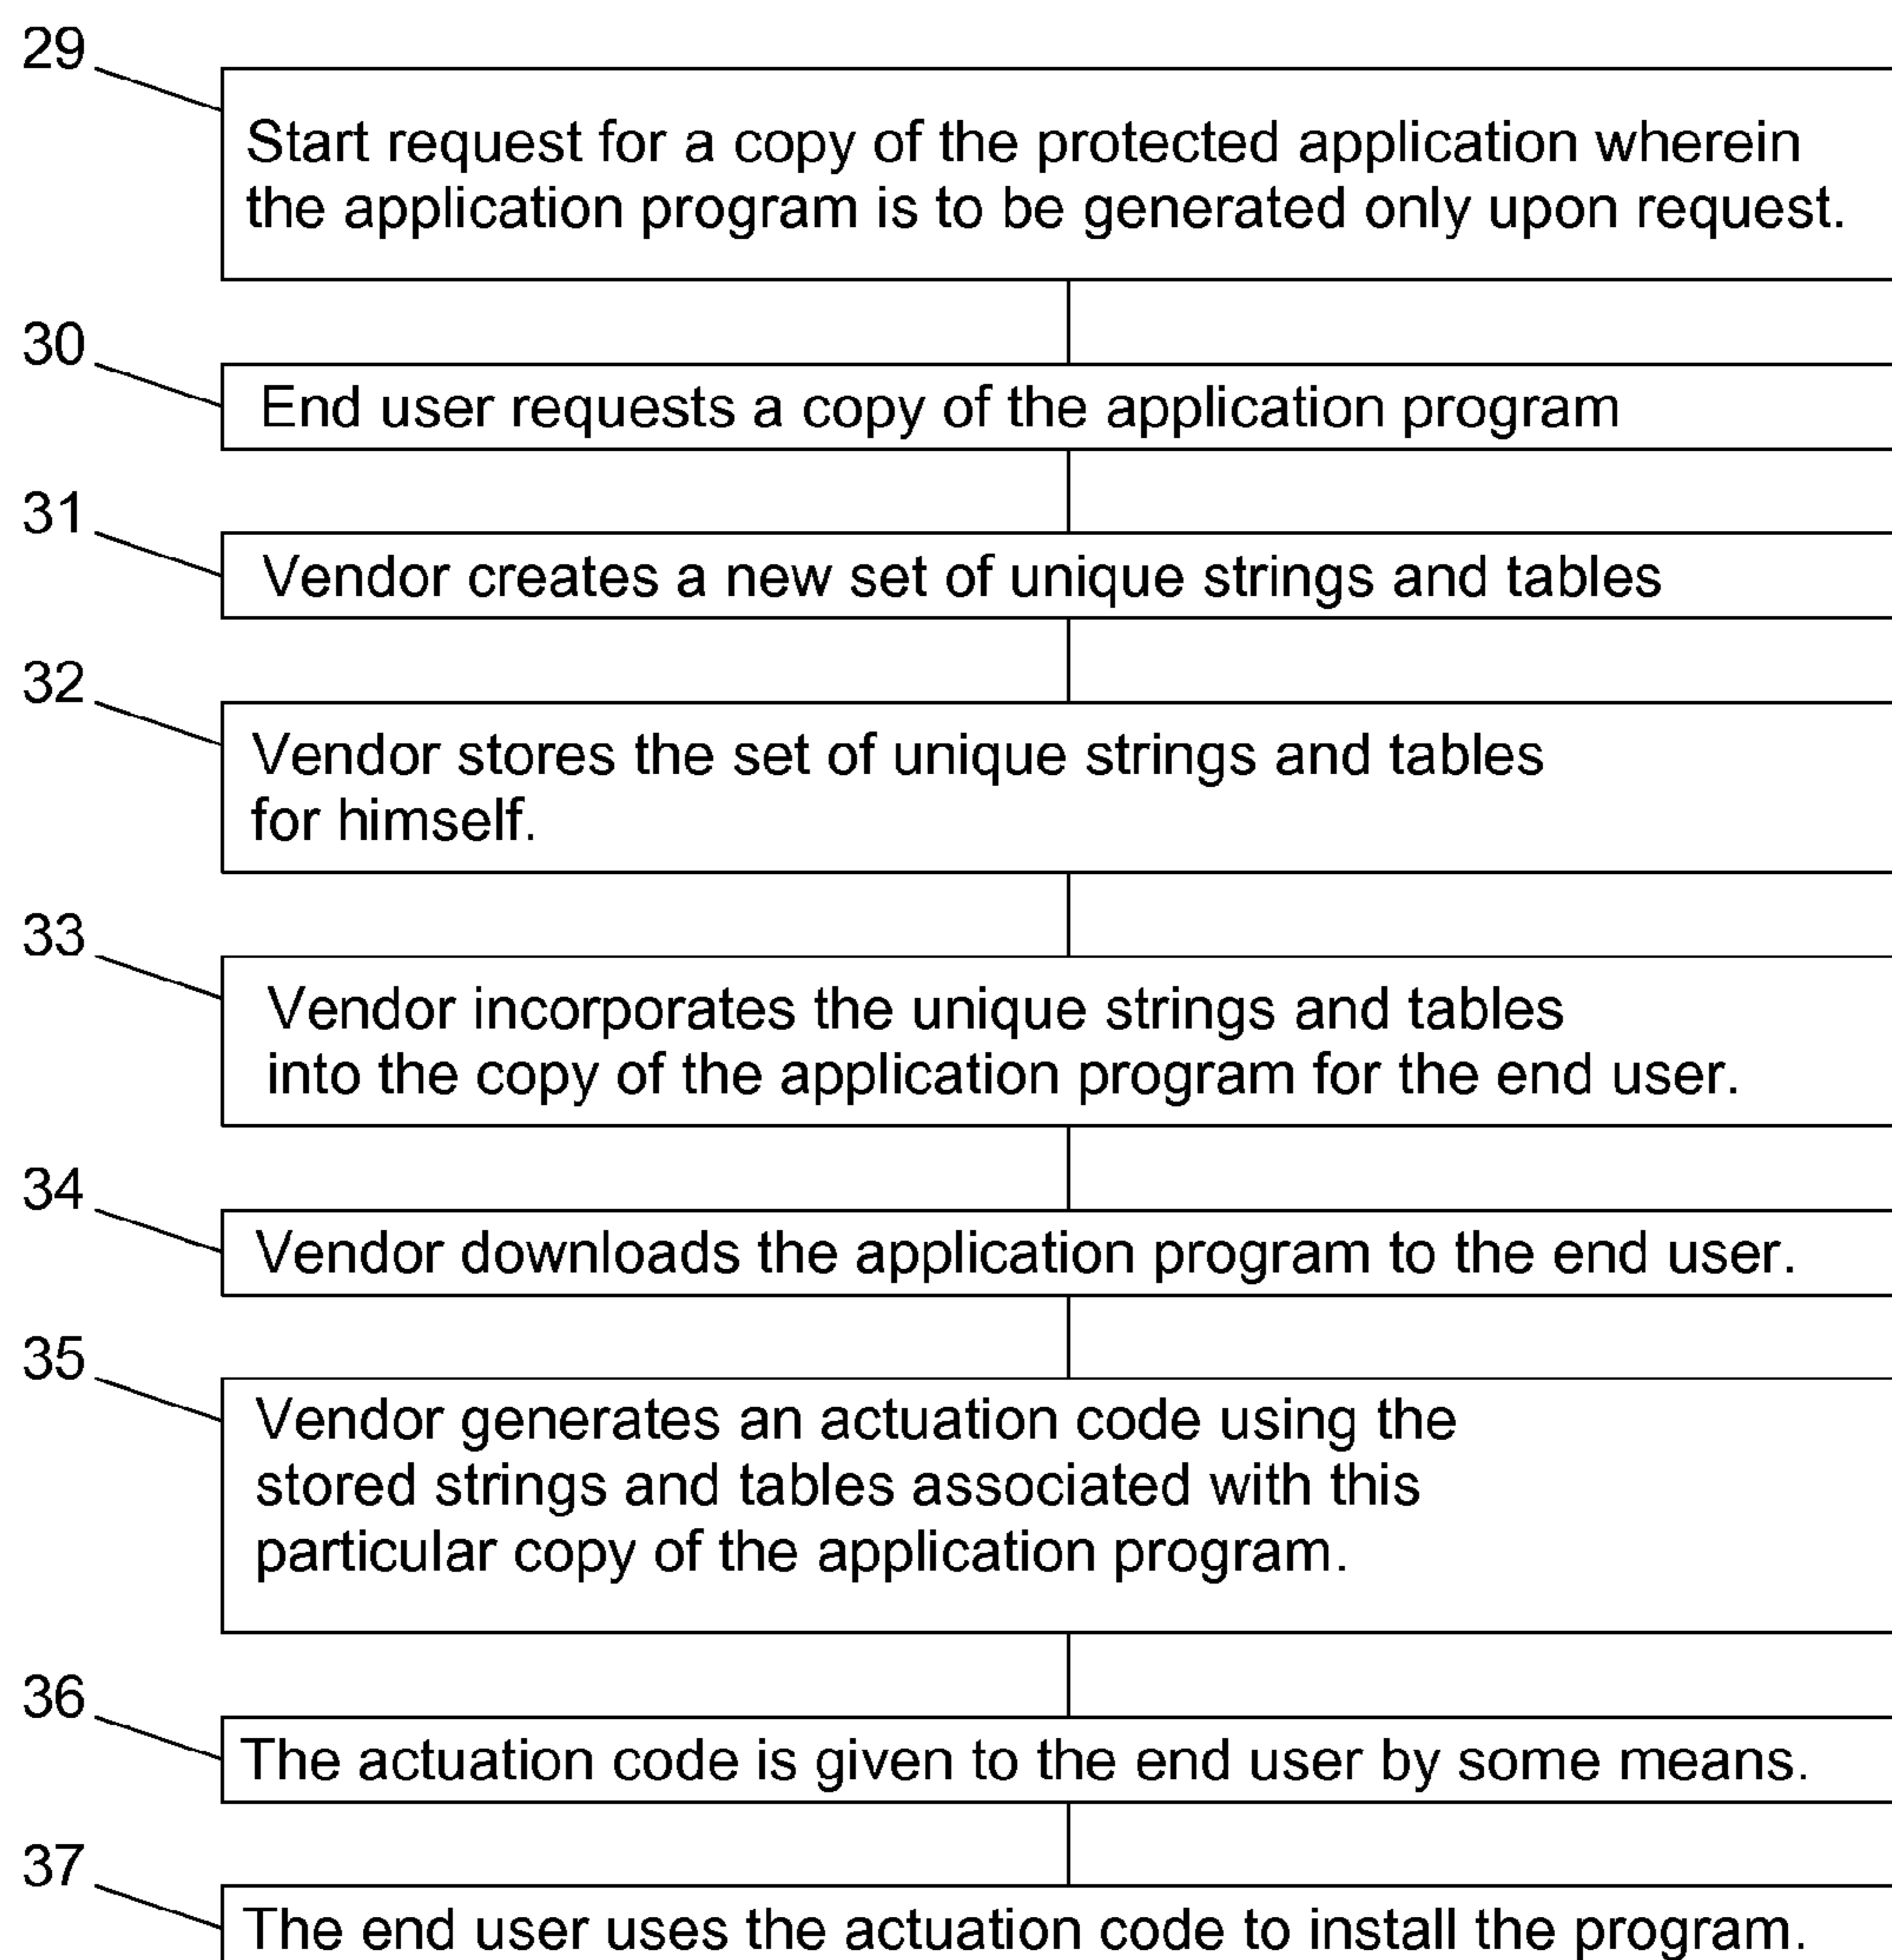 29
Start request for a copy of the protected application wherein
the application program is to be generated only upon request.
30
End user requests a copy of the application program
31
Vendor creates a new set of unique strings and tables
32
Vendor stores the set of unique strings and tables
for himself.
33
Vendor incorporates the unique strings and tables
into the copy of the application program for the end user.
34
Vendor downloads the application program to the end user.
35
Vendor generates an actuation code using the
stored strings and tables associated with this
particular copy of the application program.
36
The actuation code is given to the end user by some means.
37
The end user uses the actuation code to install the program.